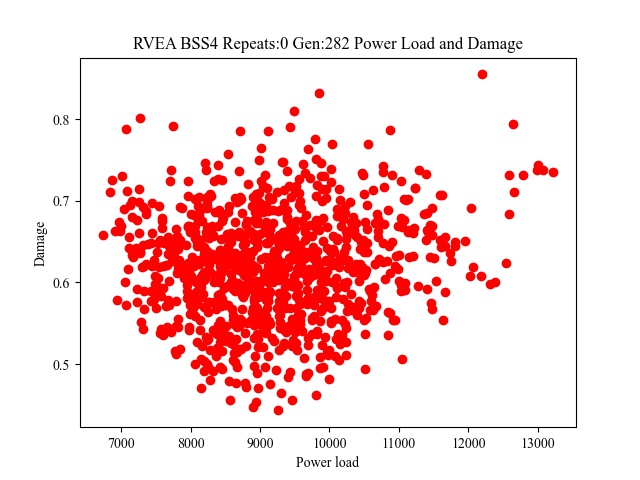 RVEA BSS4 Repeats:0 Gen:282 Power Load and Damage
0.8
0.7
0.6
0.5
Damage
7000 8000 9000 10000 11000 12000 13000
Power load